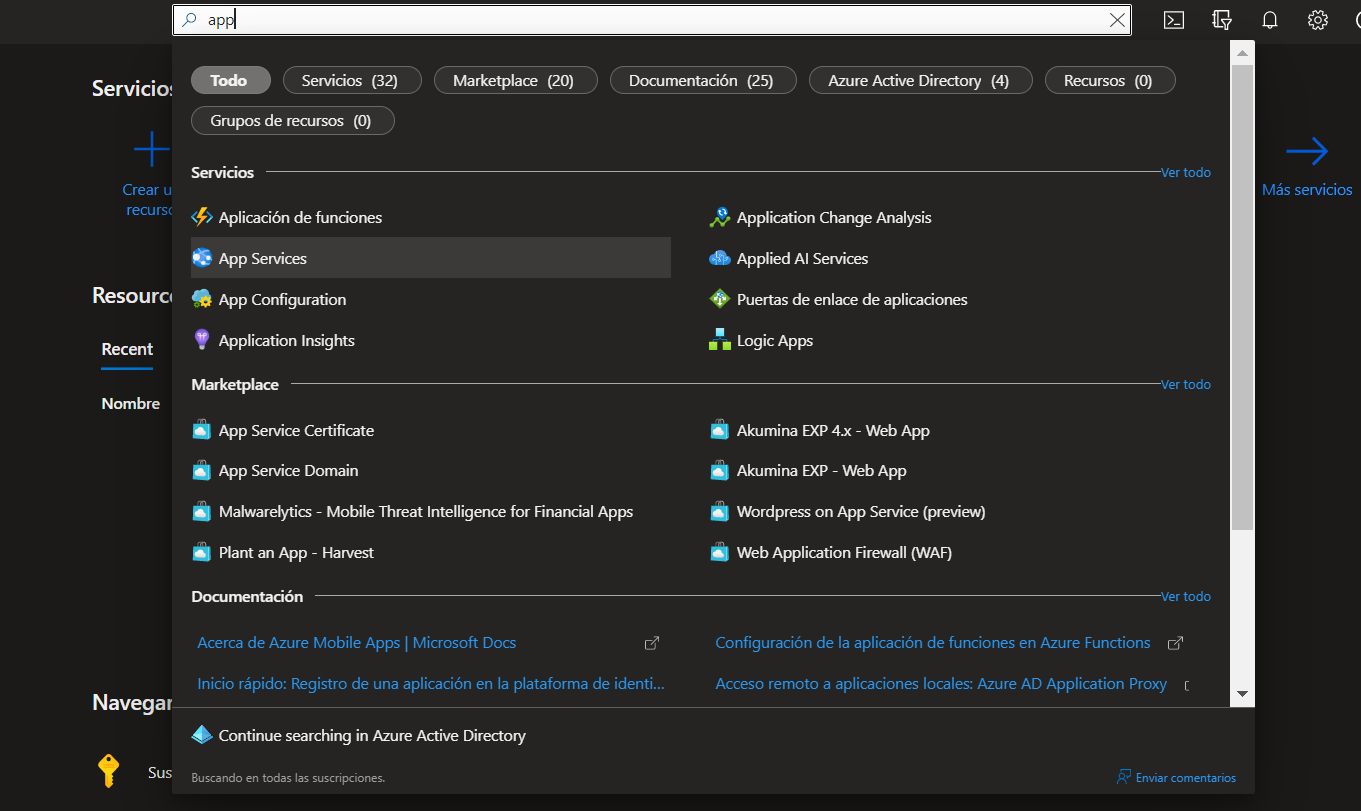 app
Servicios
Crear u
recurso
Más servicios
Resource
Recent
Nombre
Navegar
Sus
Todo
Servicios (32)
Marketplace (20)
Documentación (25)
Azure Active Directory (4)
Recursos (0)
Grupos de recursos (0)
Servicios
Ver todo
Aplicación de funciones
Application Change Analysis
App Services
Applied AI Services
App Configuration
Puertas de enlace de aplicaciones
Application Insights
Logic Apps
Marketplace
Ver todo
App Service Certificate
Akumina EXP 4.x - Web App
App Service Domain
Akumina EXP - Web App
Malwarelytics - Mobile Threat Intelligence for Financial Apps
Wordpress on App Service (preview)
Plant an App - Harvest
Web Application Firewall (WAF)
Documentación
Ver todo
Acerca de Azure Mobile Apps | Microsoft Docs
Configuración de la aplicación de funciones en Azure Functions
Inicio rápido: Registro de una aplicación en la plataforma de identi...
Acceso remoto a aplicaciones locales: Azure AD Application Proxy
Continue searching in Azure Active Directory
Buscando en todas las suscripciones.
Enviar comentarios